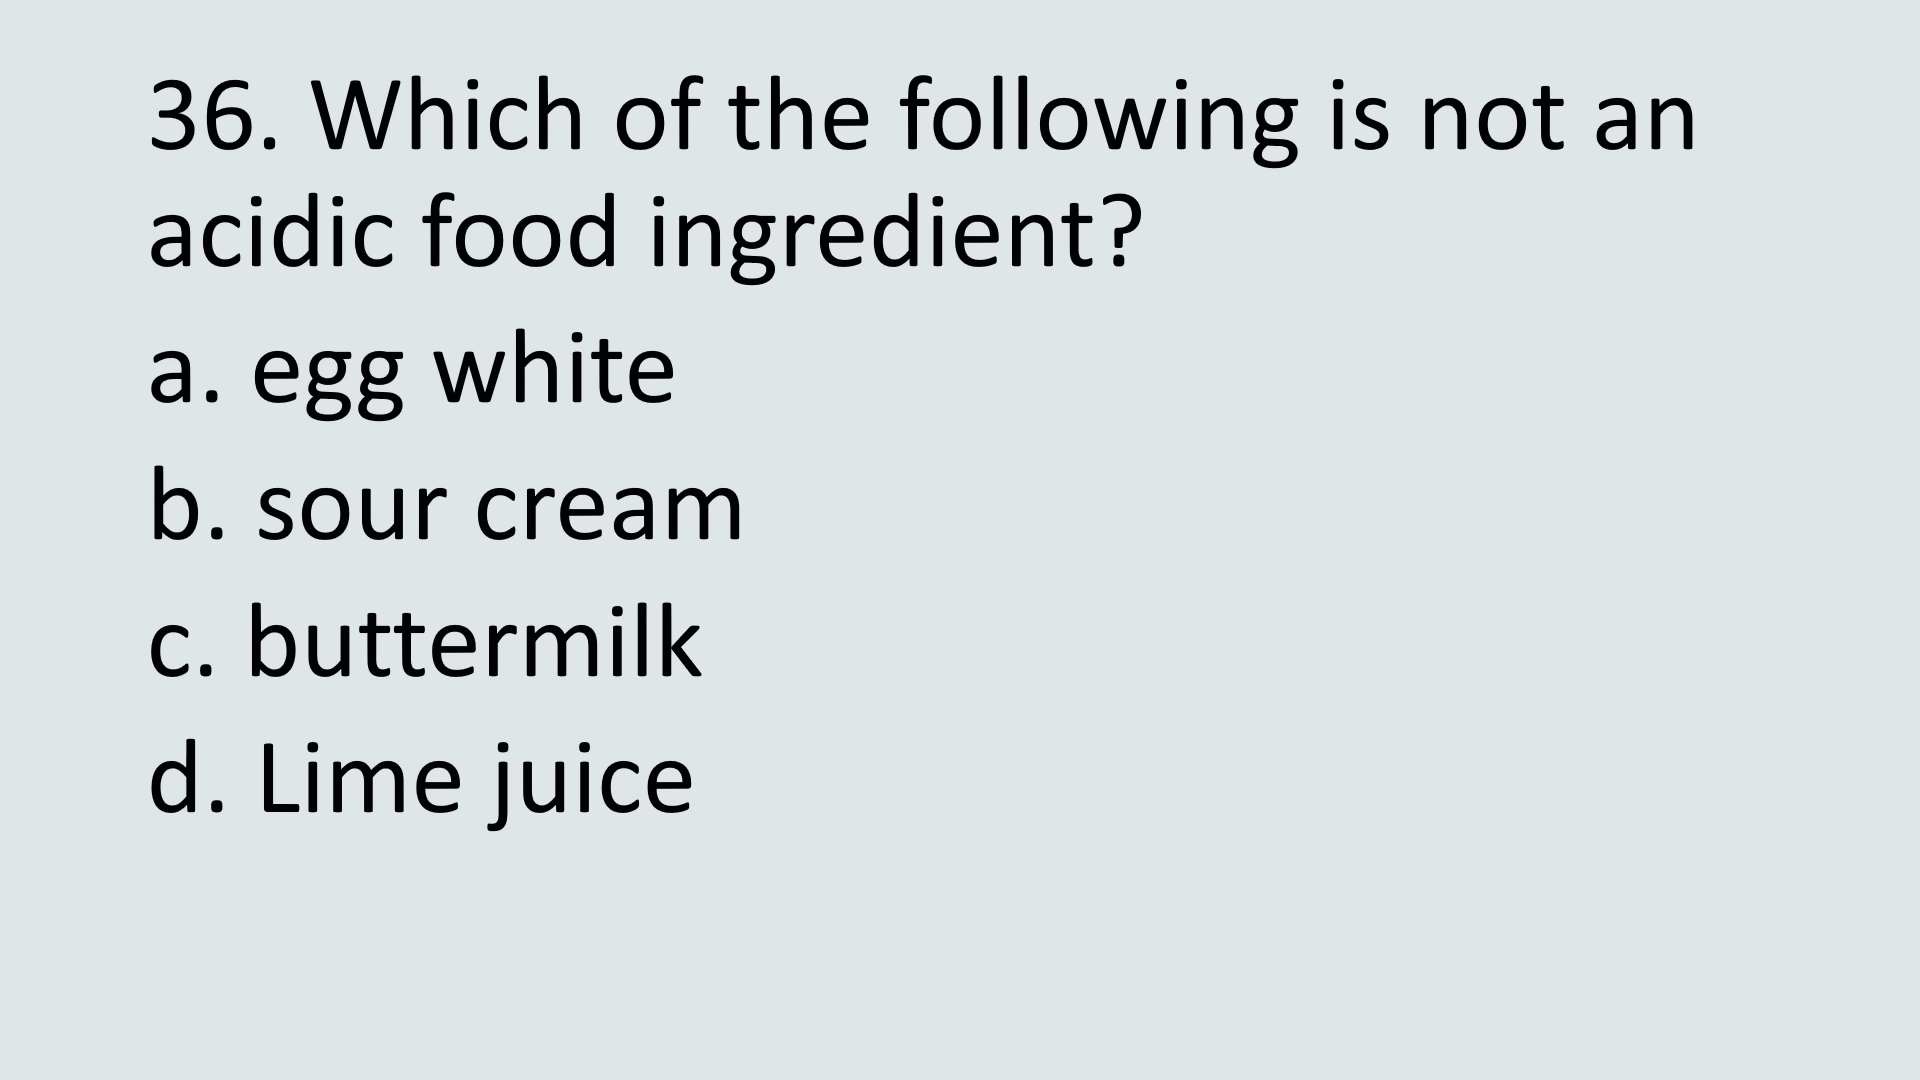 36. Which of the following is not an
acidic food ingredient?
a. egg white
b. sour cream
c. buttermilk
d. Lime juice